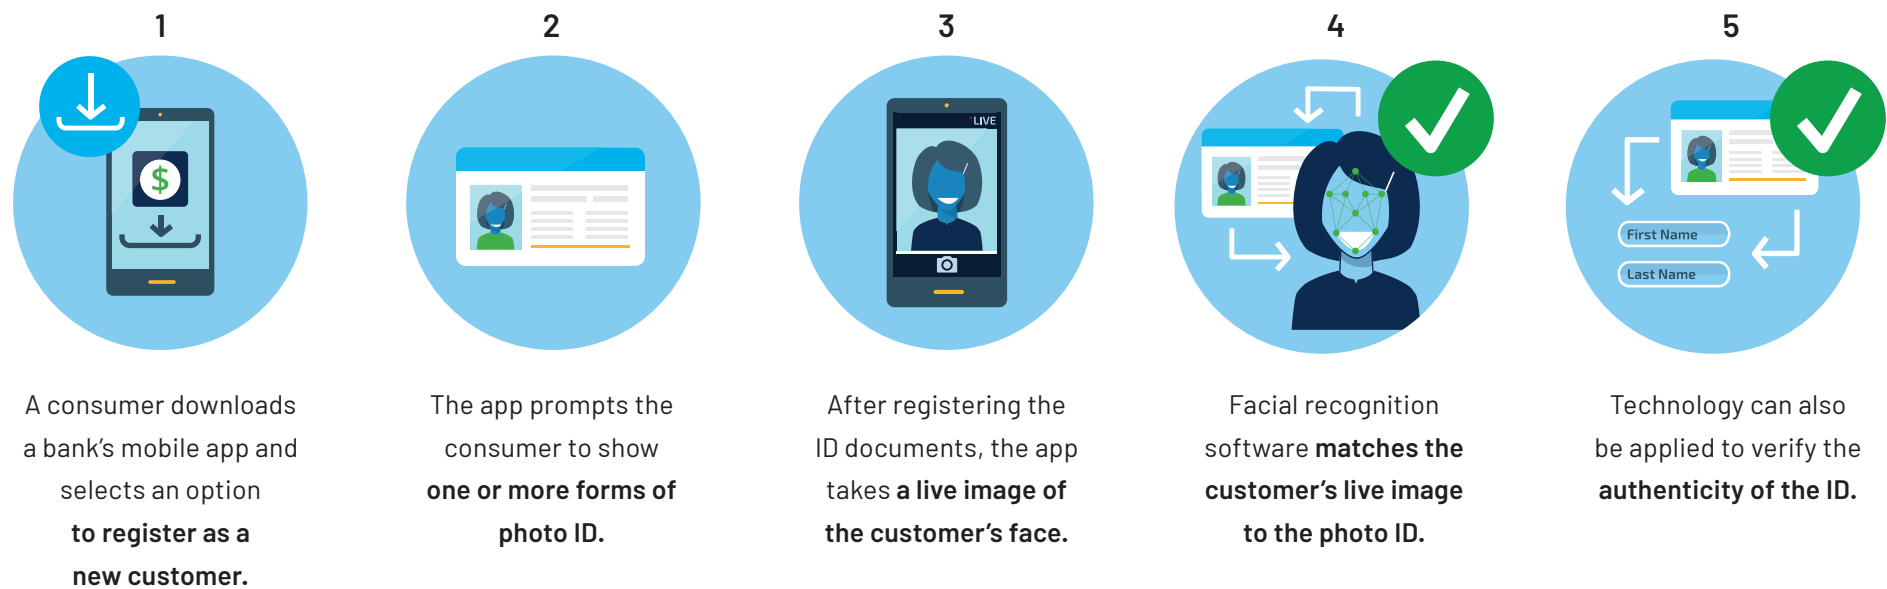 1
A consumer downloads
a bank's mobile app and
selects an option
to register as a
new customer.
2
The app prompts the
consumer to show
one or more forms of
photo ID.
3
LIVE
After registering the
ID documents, the app
takes a live image of
the customer's face.
4
Facial recognition
software matches the
customer's live image
to the photo ID.
5
First Name
Last Name
Technology can also
be applied to verify the
authenticity of the ID.